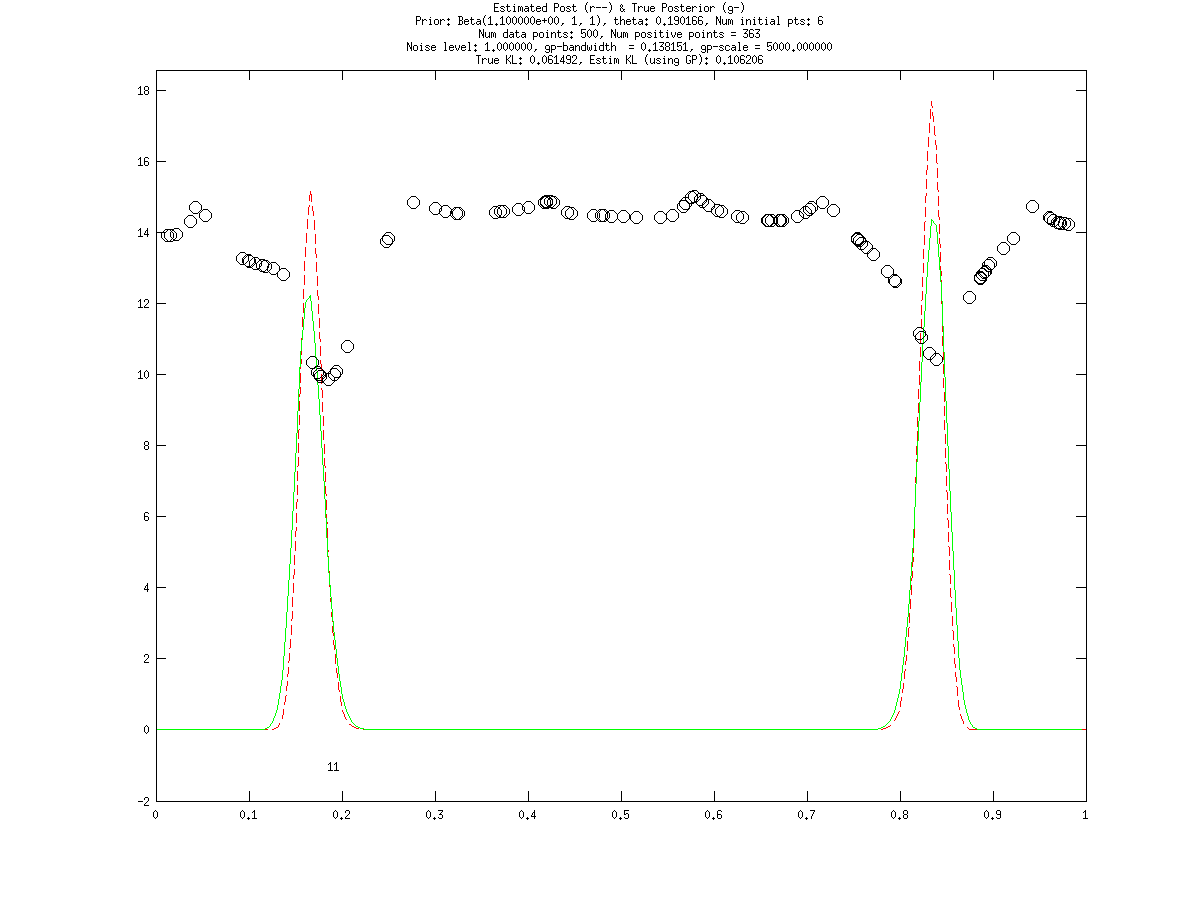 Estimated Post (r--) & True Posterior (g-)
Prior: Beta(1.100000e+00, 1, 1), theta: 0.190166, Num initial pts: 6
Num data points: 500, Num positive points = 363
Noise level: 1.000000, gp-bandwidth  = 0.138151, gp-scale = 5000.000000
True KL: 0.061492, Estim KL (using GP): 0.106206
18
16
14
12
10
8
6
4
2
0
11
-2
0 0.1 0.2 0.3 0.4 0.5 0.6 0.7 0.8 0.9 1